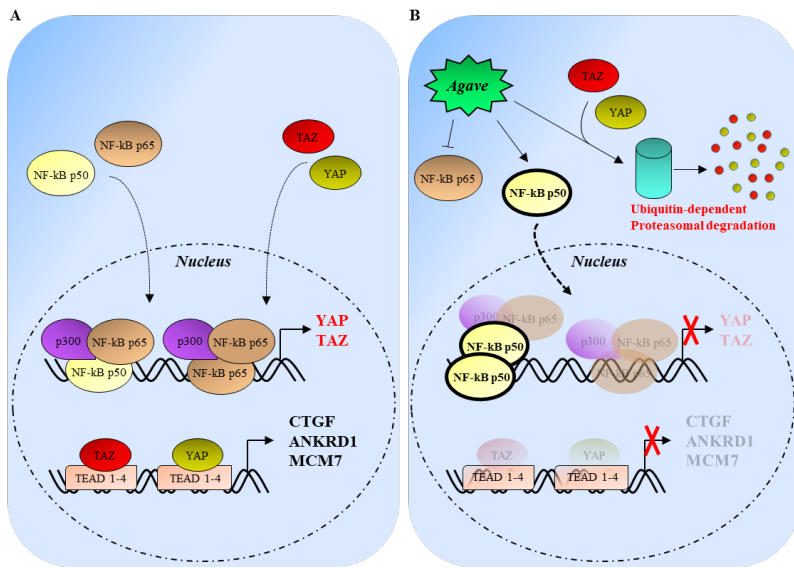 A
NF-kB p65
NF-kB p50
TAZ
YAP
Nucleus
p300
NF-kB p65
p300
NF-kB p65
NF-kB p50
NF-kB p65
YAP
TAZ
TAZ
YAP
TEAD 1-4
TEAD 1-4
CTGF
ANKRD1
MCM7
B
Agave
TAZ
YAP
NF-kB p65
NF-kB p50
Ubiquitin-dependent
Proteasomal degradation
Nucleus
p300
NF-kB p65
NF-kB p50
NF-kB p50
p300
NF-kB p65
NF-kB p65
YAP
TAZ
TAZ
YAP
TEAD 1-4
TEAD 1-4
CTGF
ANKRD1
MCM7